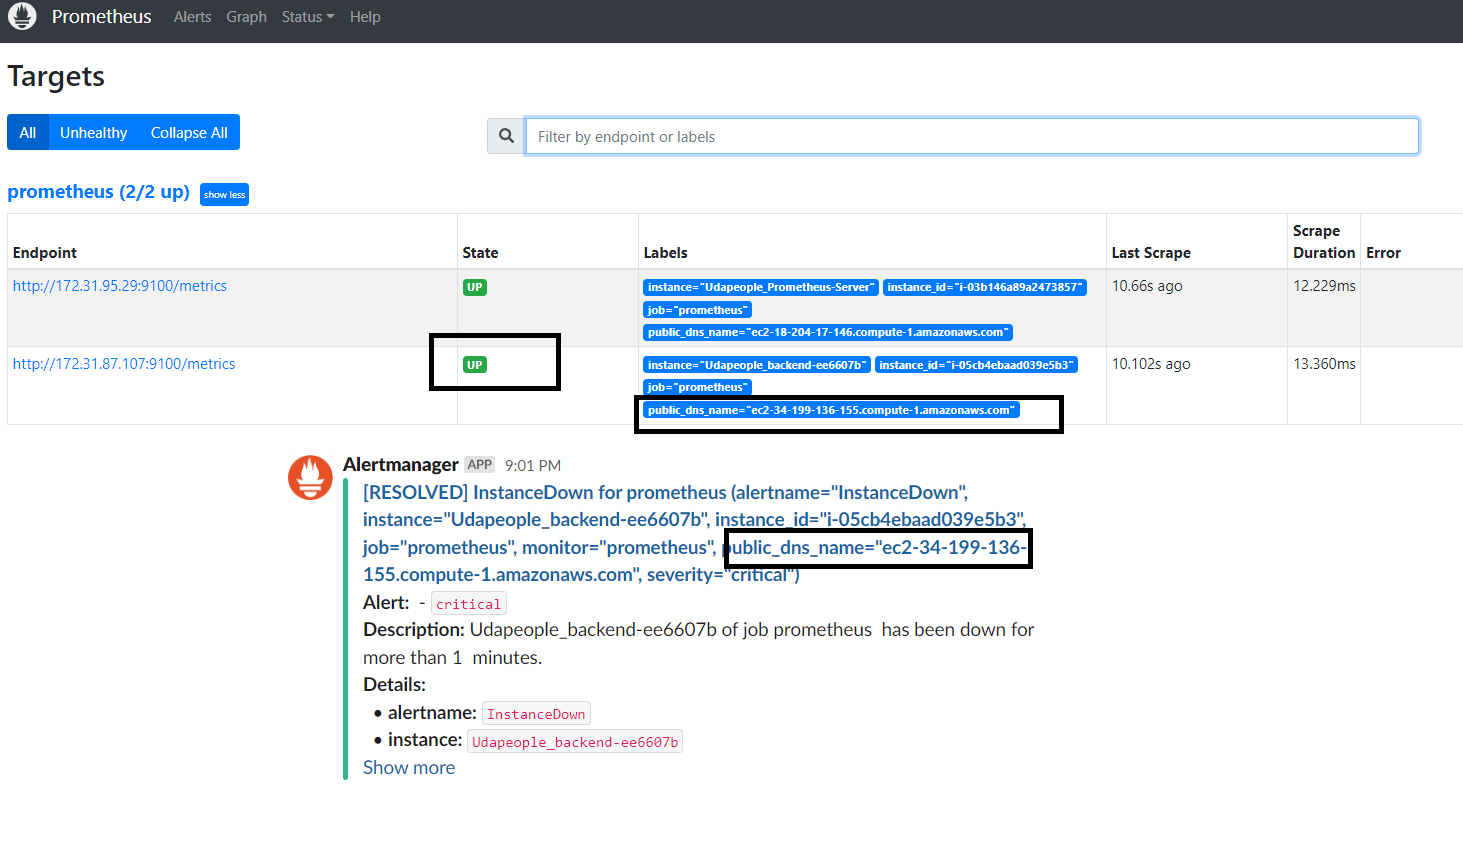 Prometheus Alerts Graph Status Help
Targets
All Unhealthy Collapse All
Filter by endpoint or labels
prometheus (2/2 up) show less
Endpoint State Labels Last Scrape Scrape Duration Error
http://172.31.95.29:9100/metrics UP instance="Udapeople_Prometheus-Server" instance_id="i-03b146a89a2473857" 10.66s ago 12.229ms
job="prometheus"
public_dns_name="ec2-18-204-17-146.compute-1.amazonaws.com"
http://172.31.87.107:9100/metrics UP instance="Udapeople_backend-ee6607b" instance_id="i-05cb4ebaad039e5b3" 10.102s ago 13.360ms
job="prometheus"
public_dns_name="ec2-34-199-136-155.compute-1.amazonaws.com"
Alertmanager APP 9:01 PM
[RESOLVED] InstanceDown for prometheus (alertname="InstanceDown",
instance="Udapeople_backend-ee6607b", instance_id="i-05cb4ebaad039e5b3",
job="prometheus", monitor="prometheus", public_dns_name="ec2-34-199-136-
155.compute-1.amazonaws.com", severity="critical")
Alert: - critical
Description: Udapeople_backend-ee6607b of job prometheus has been down for
more than 1 minutes.
Details:
• alertname: InstanceDown
• instance: Udapeople_backend-ee6607b
Show more